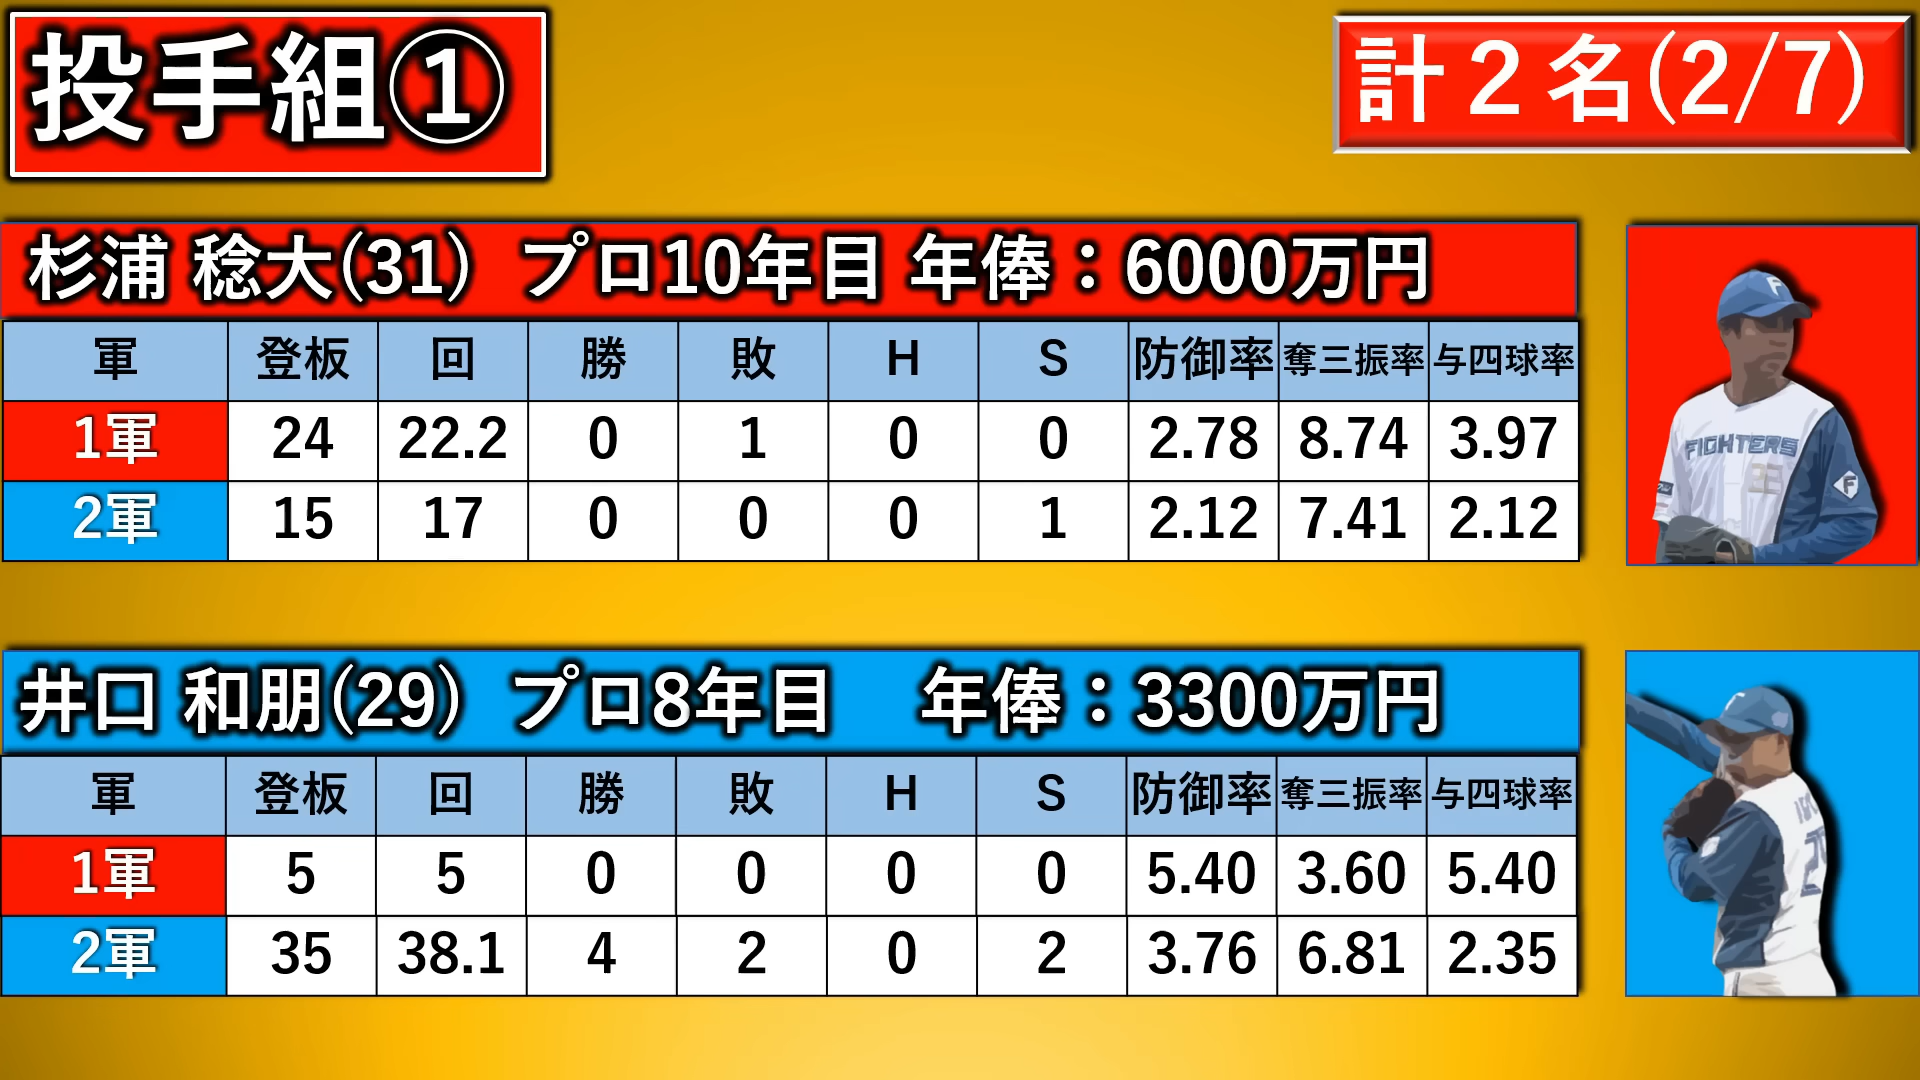 投手組①
計2名(2/7)
杉浦 稔大(31) プロ10年目 年俸：6000万円
軍 登板 回 勝 敗 H S 防御率 奪三振率 与四球率
1軍 24 22.2 0 1 0 0 2.78 8.74 3.97
2軍 15 17 0 0 0 1 2.12 7.41 2.12
FIGHTERS
33
井口 和朋(29) プロ8年目 年俸：3300万円
軍 登板 回 勝 敗 H S 防御率 奪三振率 与四球率
1軍 5 5 0 0 0 0 5.40 3.60 5.40
2軍 35 38.1 4 2 0 2 3.76 6.81 2.35